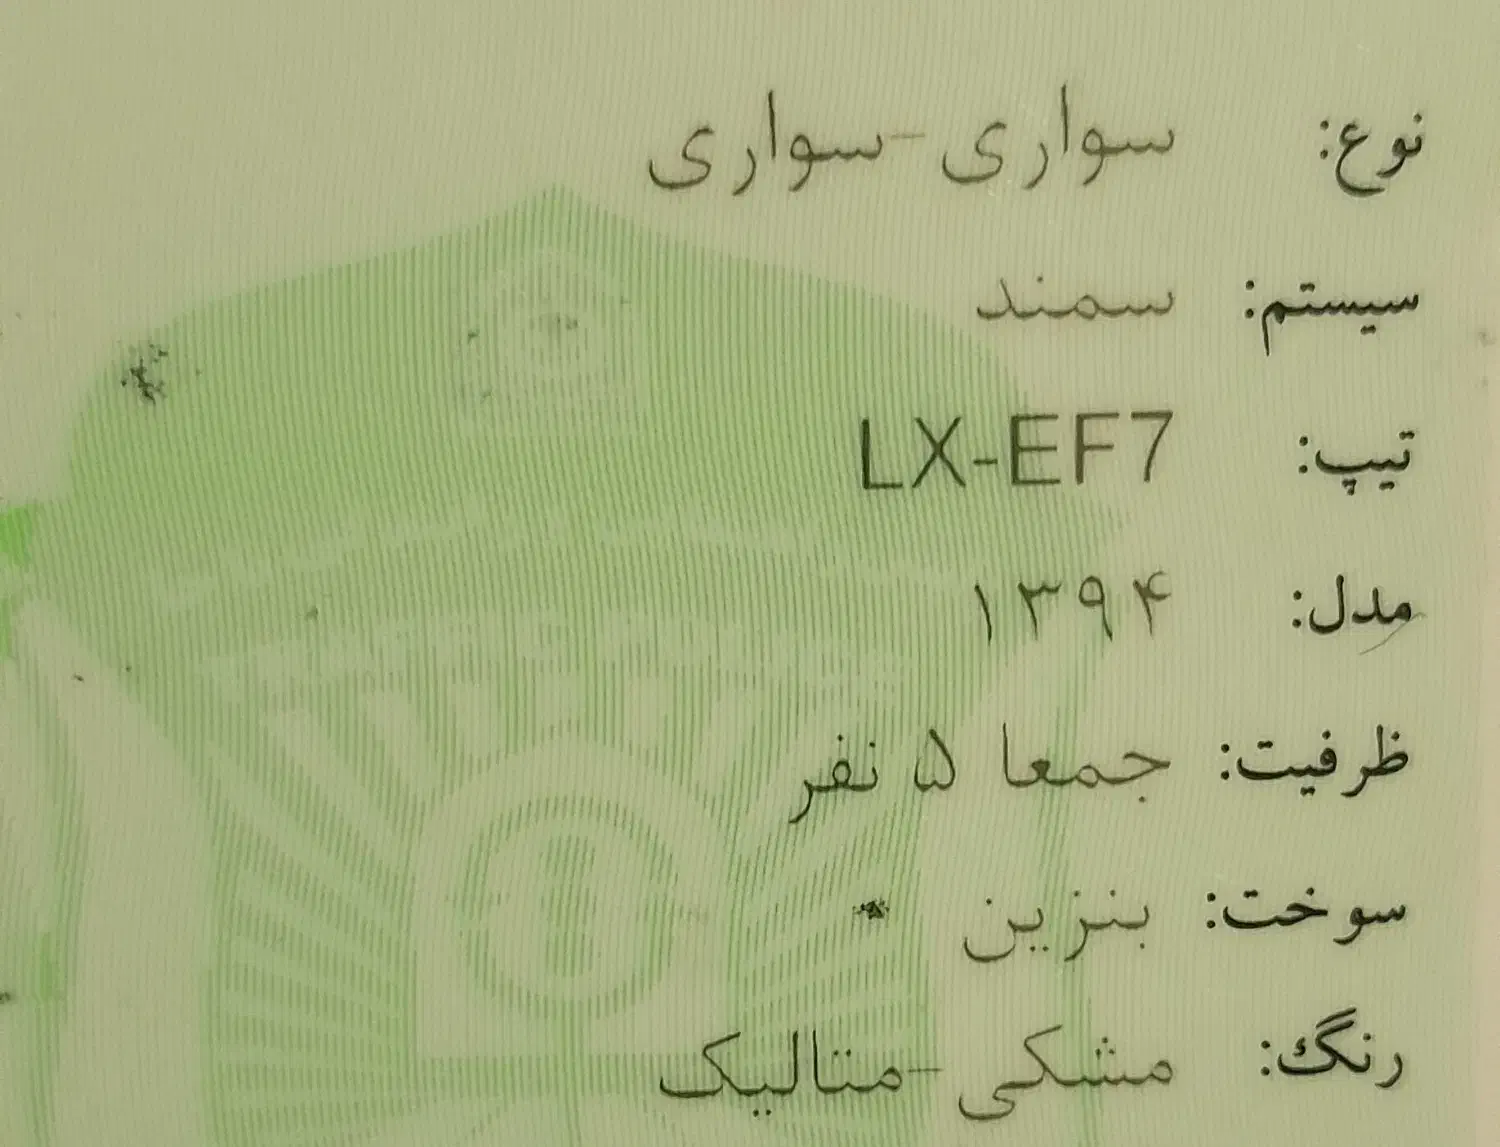 نوع: سواری-سواری
سیستم: سمند
تیپ: LX-EF7
مدل: ۱۳۹۴
ظرفیت: جمعا ۵ نفر
سوخت: بنزین
رنگ: مشکی-متالیک